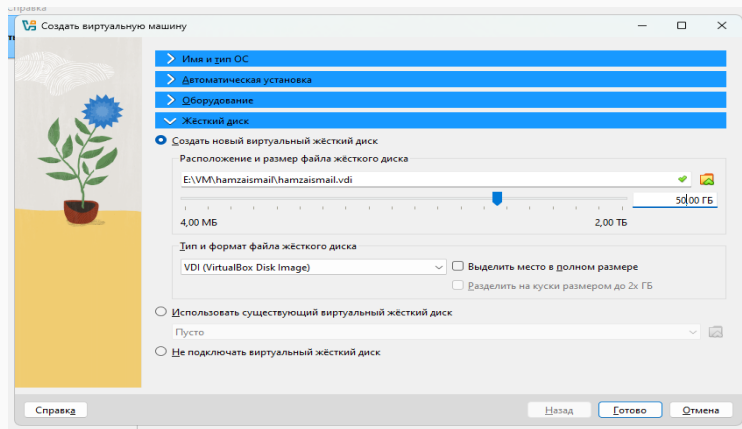 Справка
Создать виртуальную машину
Имя и тип ОС
Автоматическая установка
Оборудование
Жёсткий диск
Создать новый виртуальный жёсткий диск
Расположение и размер файла жёсткого диска
E:\VM\hamzaismail\hamzaismail.vdi
50,00 ГБ
4,00 МБ
2,00 ТБ
Тип и формат файла жёсткого диска
VDI (VirtualBox Disk Image)
Выделить место в полном размере
Разделить на куски размером до 2х ГБ
Использовать существующий виртуальный жёсткий диск
Пусто
Не подключать виртуальный жёсткий диск
Справка
Назад
Готово
Отмена